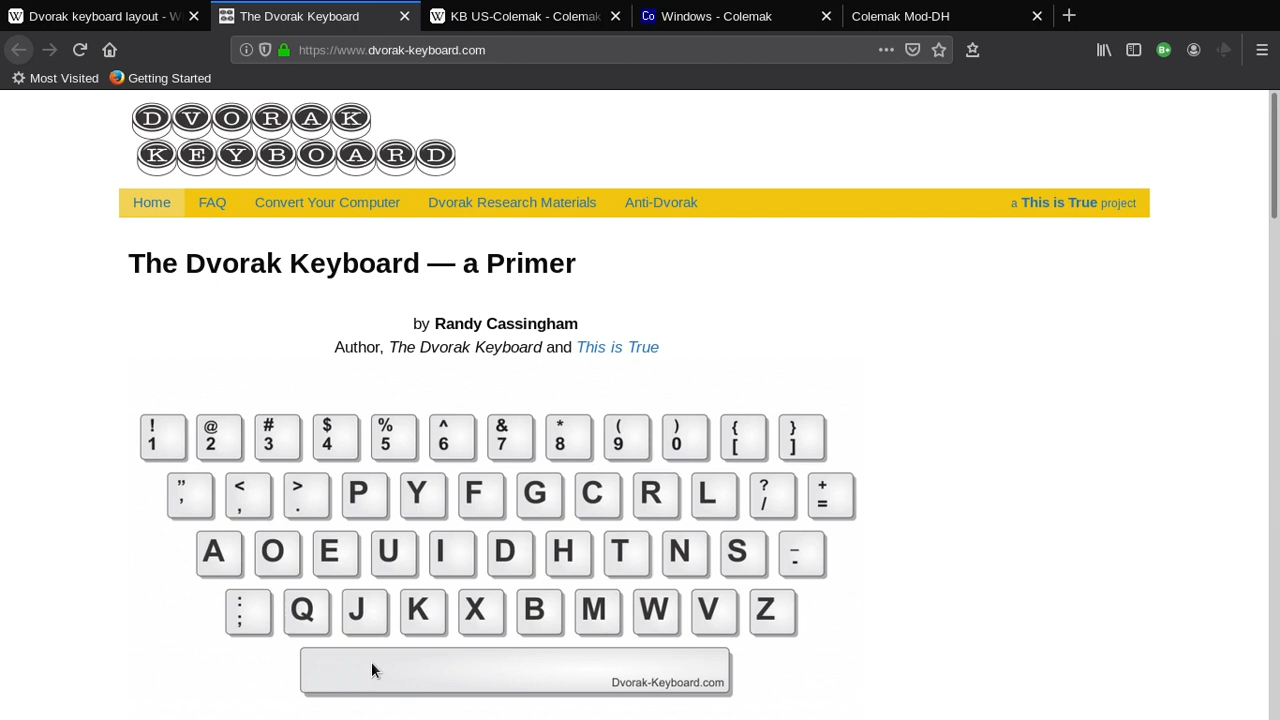 Dvorak keyboard layout - W
The Dvorak Keyboard
KB US-Colemak - Colemak
Co Windows - Colemak
Colemak Mod-DH
https://www.dvorak-keyboard.com
Most Visited
Getting Started
DVORAK
KEYBOARD
Home FAQ Convert Your Computer Dvorak Research Materials Anti-Dvorak a This is True project
The Dvorak Keyboard — a Primer
by Randy Cassingham
Author, The Dvorak Keyboard and This is True
! @ # $ % ^ & * ( ) { }
1 2 3 4 5 6 7 8 9 0 [ ]
” < > P Y F G C R L ? +
' , . / =
A O E U I D H T N S _
-
: Q J K X B M W V Z
;
Dvorak-Keyboard.com